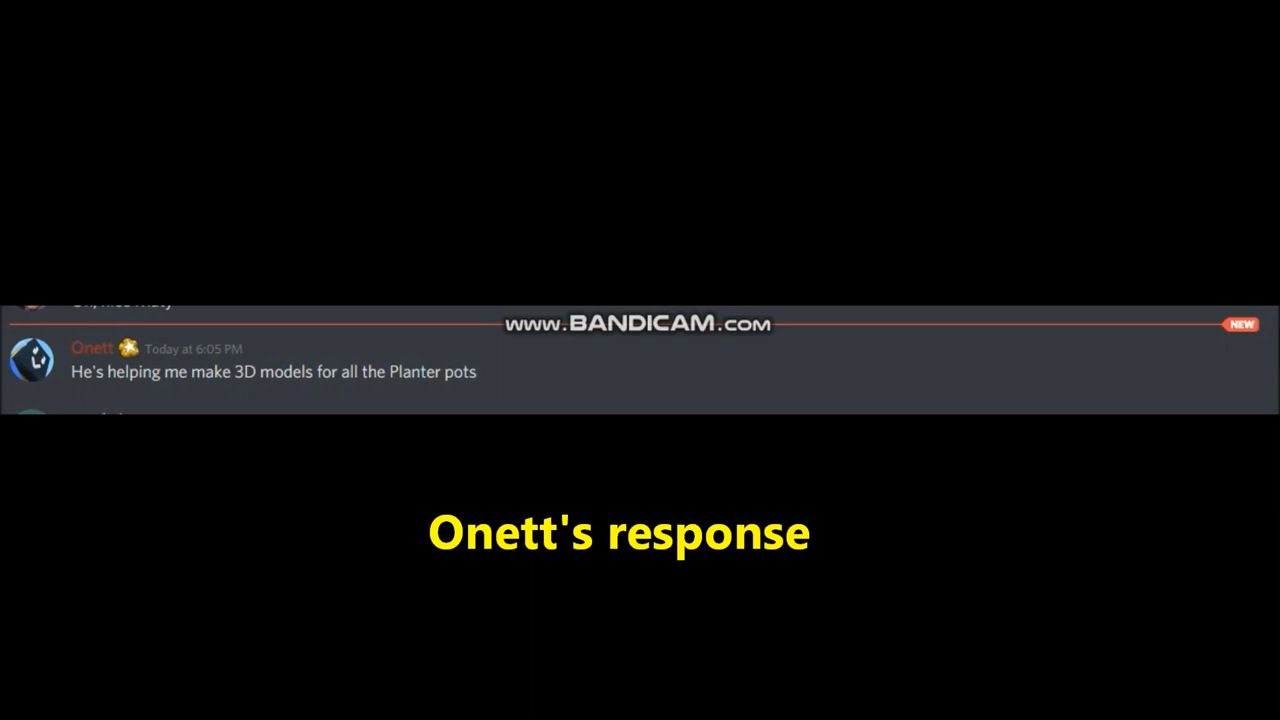 www.BANDICAM.com
NEW
Onett Today at 6:05 PM
He's helping me make 3D models for all the Planter pots
Onett's response